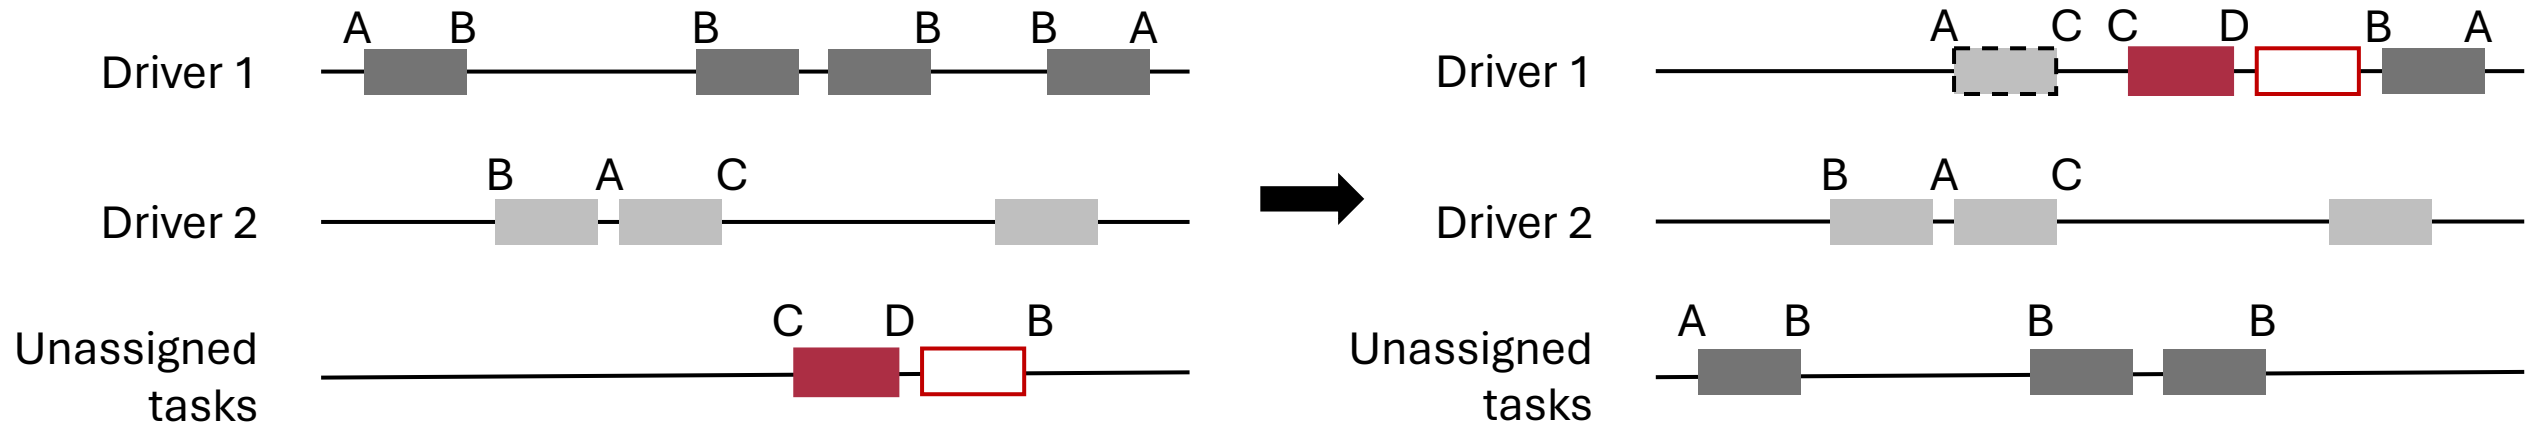 A B B B B A
Driver 1
B A C
Driver 2
C D B
Unassigned
tasks
A C C D B A
Driver 1
B A C
Driver 2
A B B B
Unassigned
tasks